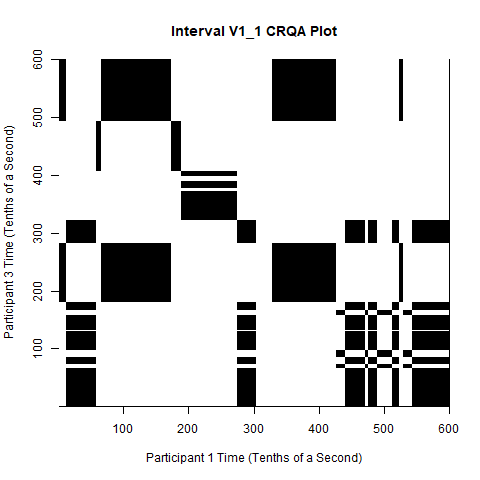 Interval V1_1 CRQA Plot
Participant 3 Time (Tenths of a Second)
600
500
400
300
200
100
100 200 300 400 500 600
Participant 1 Time (Tenths of a Second)